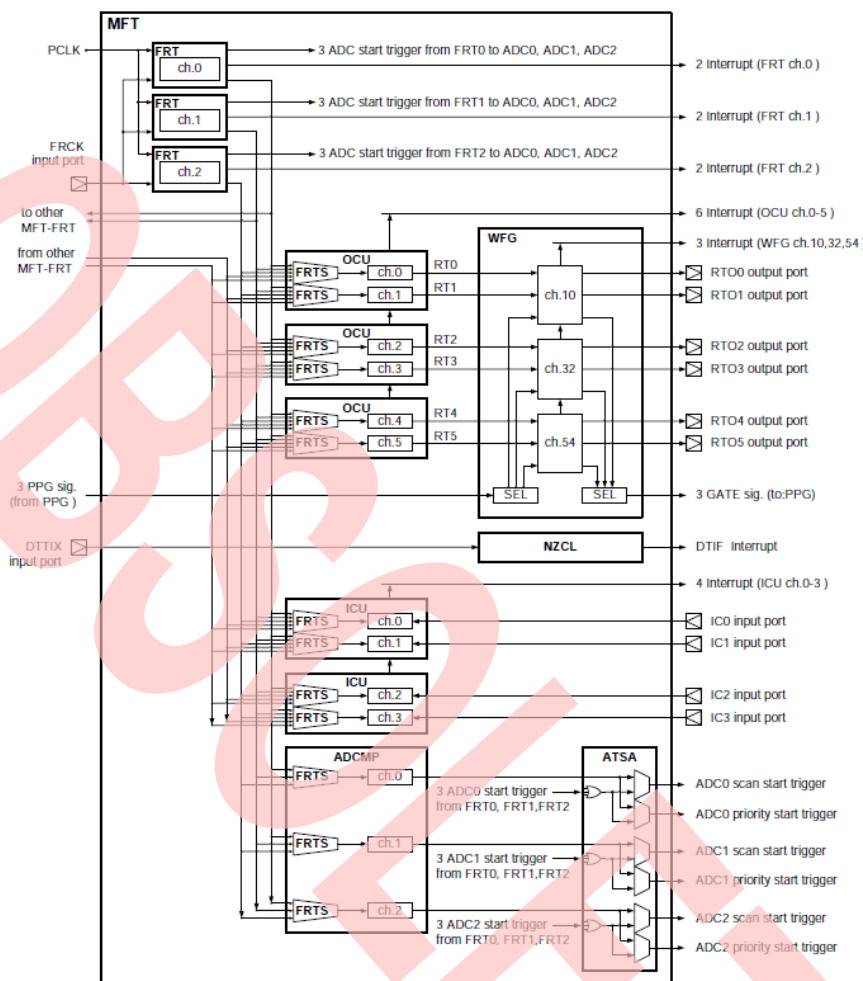 MFT
PCLK
FRT
ch.0
3 ADC start trigger from FRT0 to ADC0, ADC1, ADC2
2 Interrupt (FRT ch.0 )
FRT
ch.1
3 ADC start trigger from FRT1 to ADC0, ADC1, ADC2
2 Interrupt (FRT ch.1 )
FRCK
input port
FRT
ch.2
3 ADC start trigger from FRT2 to ADC0, ADC1, ADC2
2 Interrupt (FRT ch.2 )
to other
MFT-FRT
from other
MFT-FRT
6 Interrupt (OCU ch.0-5 )
WFG
3 Interrupt (WFG ch.10,32,54
OCU
FRTS
ch.0
RT0
RTO0 output port
FRTS
ch.1
RT1
ch.10
RTO1 output port
OCU
FRTS
ch.2
RT2
RTO2 output port
FRTS
ch.3
RT3
ch.32
RTO3 output port
OCU
FRTS
ch.4
RT4
RTO4 output port
FRTS
ch.5
RT5
ch.54
RTO5 output port
3 PPG sig.
(from PPG )
SEL
SEL
3 GATE sig. (to:PPG)
DTTIX
input port
NZCL
DTIF Interrupt
4 Interrupt (ICU ch.0-3 )
ICU
FRTS
ch.0
IC0 input port
FRTS
ch.1
IC1 input port
ICU
FRTS
ch.2
IC2 input port
FRTS
ch.3
IC3 input port
ADCMP
ATSA
FRTS
ch.0
3 ADC0 start trigger
from FRT0, FRT1,FRT2
ADC0 scan start trigger
ADC0 priority start trigger
FRTS
ch.1
3 ADC1 start trigger
from FRT0, FRT1,FRT2
ADC1 scan start trigger
ADC1 priority start trigger
FRTS
ch.2
3 ADC2 start trigger
from FRT0, FRT1,FRT2
ADC2 scan start trigger
ADC2 priority start trigger